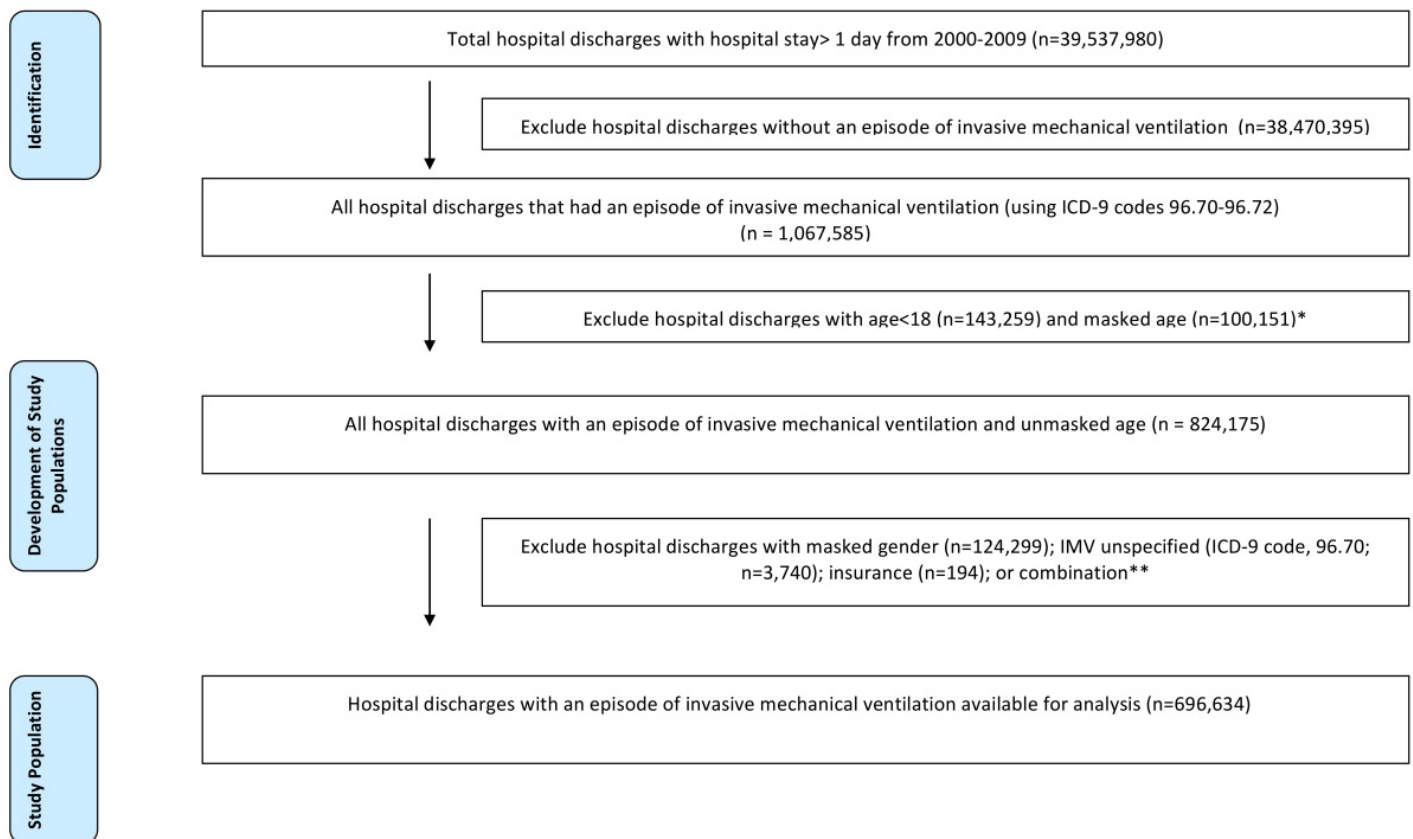 Identification
Total hospital discharges with hospital stay> 1 day from 2000-2009 (n=39,537,980)
Exclude hospital discharges without an episode of invasive mechanical ventilation (n=38,470,395)
All hospital discharges that had an episode of invasive mechanical ventilation (using ICD-9 codes 96.70-96.72)
(n = 1,067,585)
Exclude hospital discharges with age<18 (n=143,259) and masked age (n=100,151)*
Development of Study
Populations
All hospital discharges with an episode of invasive mechanical ventilation and unmasked age (n = 824,175)
Exclude hospital discharges with masked gender (n=124,299); IMV unspecified (ICD-9 code, 96.70;
n=3,740); insurance (n=194); or combination**
Study Population
Hospital discharges with an episode of invasive mechanical ventilation available for analysis (n=696,634)